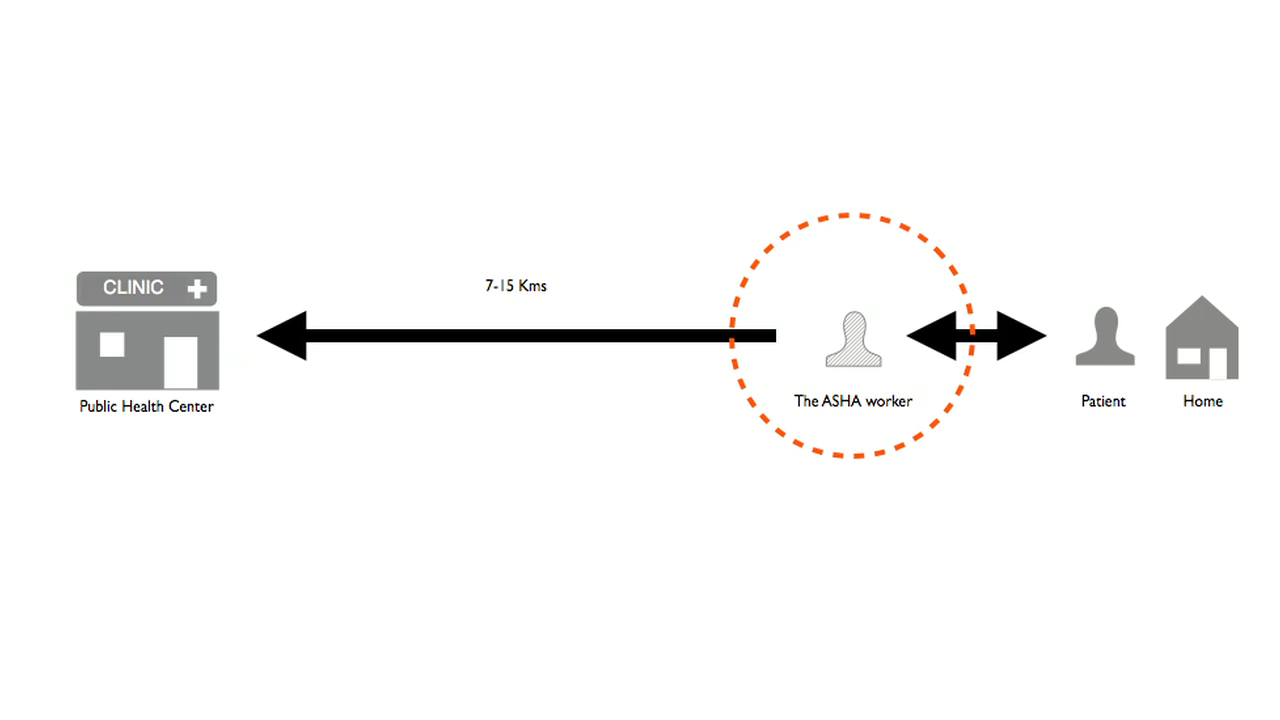 CLINIC
7-15 Kms
Public Health Center
The ASHA worker
Patient
Home